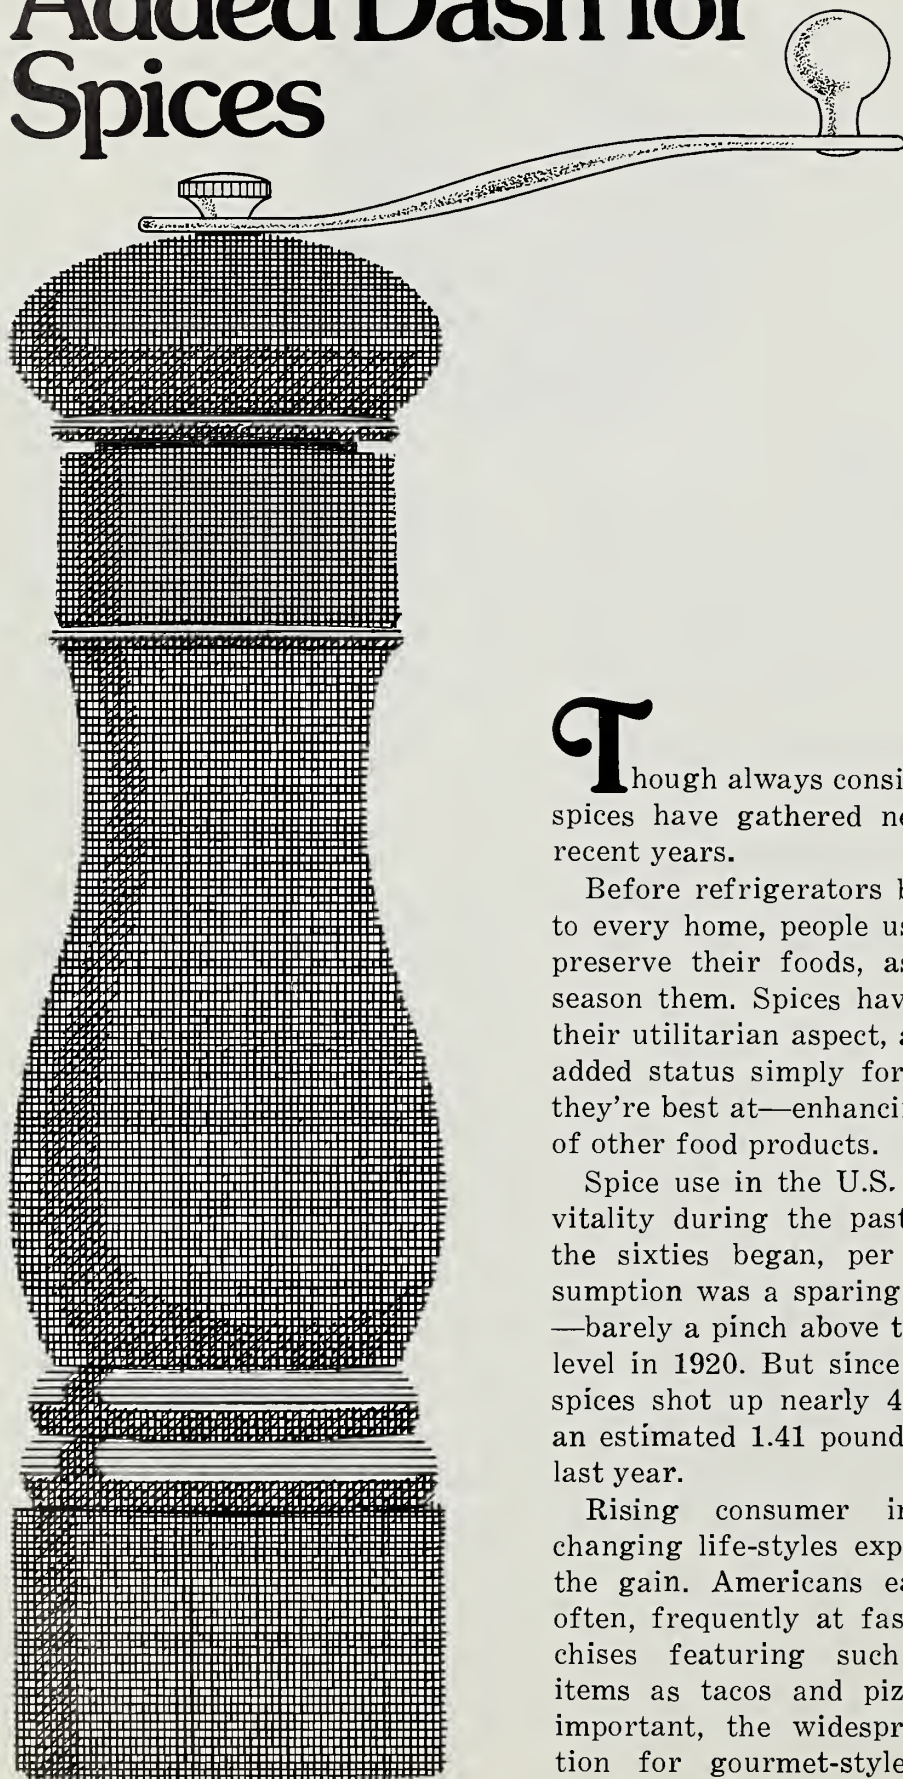 Added Dash for
Spices
Though always consi
spices have gathered ne
recent years.
Before refrigerators b
to every home, people us
preserve their foods, as
season them. Spices hav
their utilitarian aspect, a
added status simply for
they're best at—enhanci
of other food products.
Spice use in the U.S.
vitality during the past
the sixties began, per
sumption was a sparing
—barely a pinch above t
level in 1920. But since
spices shot up nearly 4
an estimated 1.41 pound
last year.
Rising consumer in
changing life-styles exp
the gain. Americans ea
often, frequently at fas
chises featuring such
items as tacos and piz
important, the widespr
tion for gourmet-style